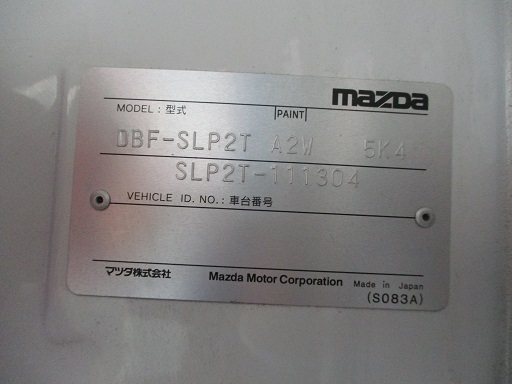 mazda
MODEL : 型式 PAINT
DBF-SLP2T A2W 5K4
SLP2T-111304
VEHICLE ID. NO. : 車台番号
マツダ株式会社 Mazda Motor Corporation Made in Japan
(S083A)